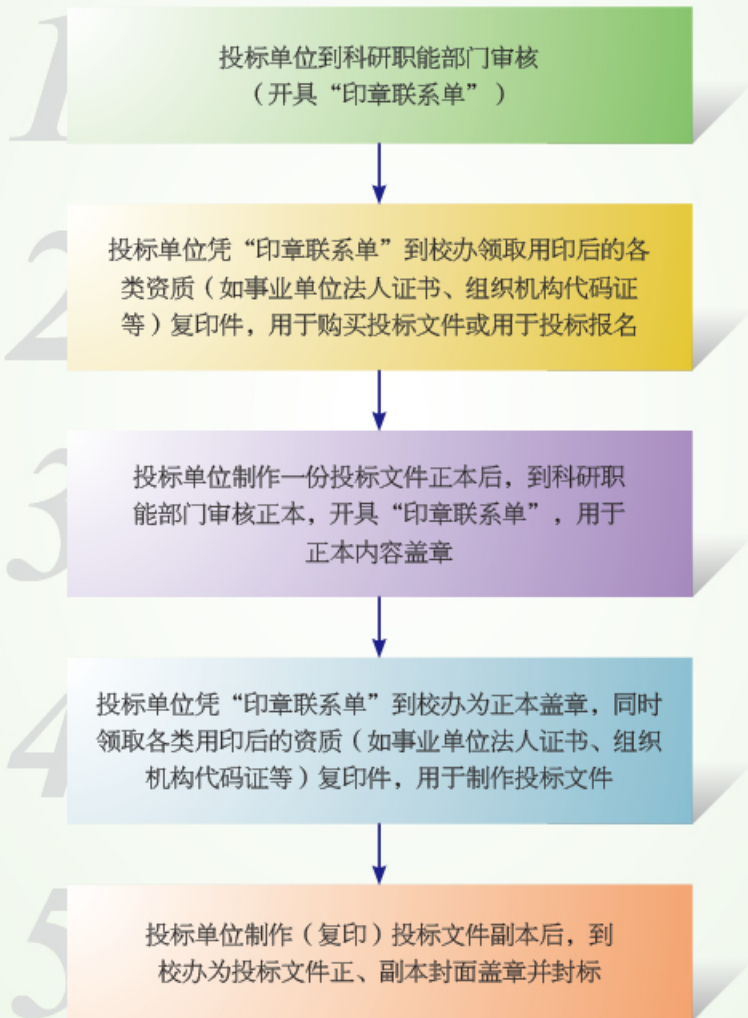 1
投标单位到科研职能部门审核
（开具“印章联系单”）
2
投标单位凭“印章联系单”到校办领取用印后的各
类资质（如事业单位法人证书、组织机构代码证
等）复印件，用于购买投标文件或用于投标报名
3
投标单位制作一份投标文件正本后，到科研职
能部门审核正本，开具“印章联系单”，用于
正本内容盖章
4
投标单位凭“印章联系单”到校办为正本盖章，同时
领取各类用印后的资质（如事业单位法人证书、组织
机构代码证等）复印件，用于制作投标文件
5
投标单位制作（复印）投标文件副本后，到
校办为投标文件正、副本封面盖章并封标